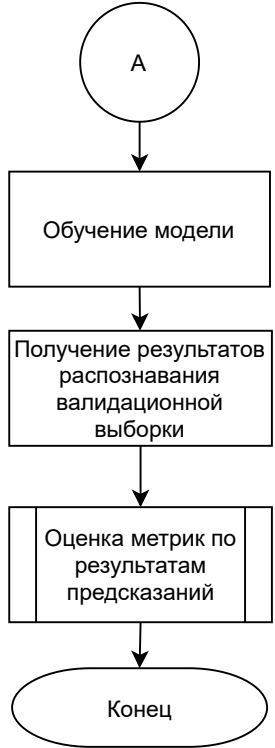 А
Обучение модели
Получение результатов
распознавания
валидационной
выборки
Оценка метрик по
результатам
предсказаний
Конец